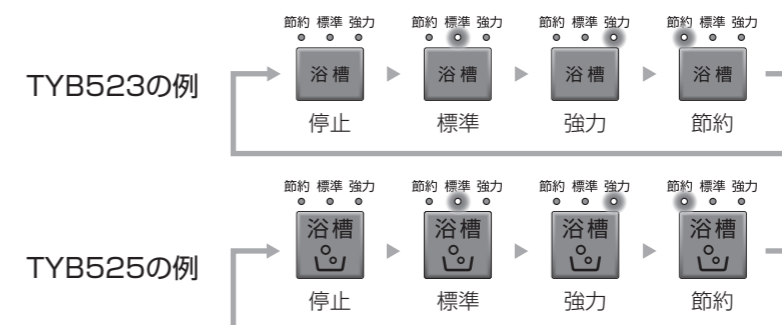 節約 標準 強力 節約 標準 強力 節約 標準 強力 節約 標準 強力
TYB523の例 浴槽 浴槽 浴槽 浴槽
停止 標準 強力 節約
節約 標準 強力 節約 標準 強力 節約 標準 強力 節約 標準 強力
TYB525の例 浴槽 浴槽 浴槽 浴槽
停止 標準 強力 節約